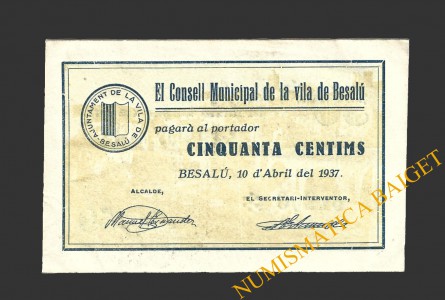 El Consell Municipal de la vila de Besalú
AJUNTAMENT DE LA VILA DE
BESALÚ
pagarà al portador
CINQUANTA CENTIMS
BESALÚ, 10 d'Abril del 1937.
ALCALDE,
EL SECRETARI-INTERVENTOR,
NUMISMATICA BAIGET